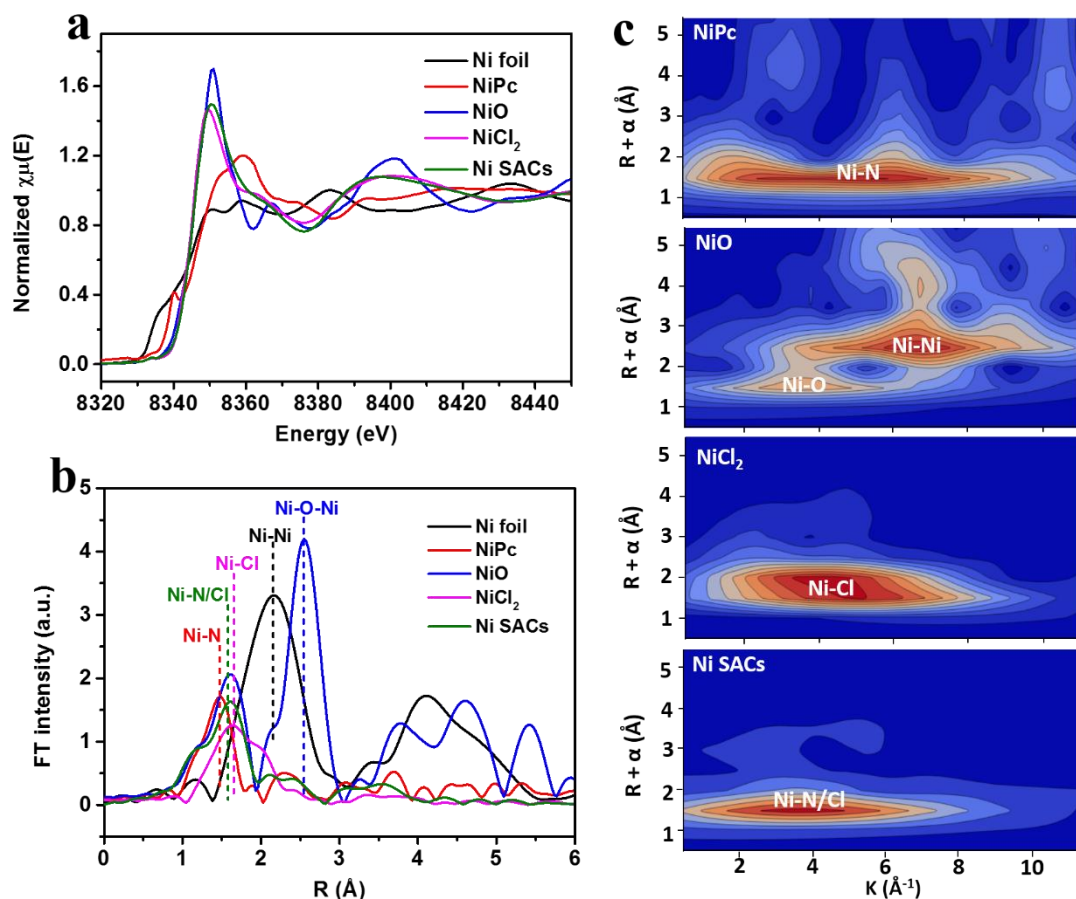 a
Normalized χμ(E)
1.6
1.2
0.8
0.4
0.0
Ni foil
NiPc
NiO
NiCl₂
Ni SACs
8320 8340 8360 8380 8400 8420 8440
Energy (eV)
b
FT intensity (a.u.)
5
4
3
2
1
0
Ni-O-Ni
Ni-Ni
Ni-Cl
Ni-N/Cl
Ni-N
Ni foil
NiPc
NiO
NiCl₂
Ni SACs
0 1 2 3 4 5 6
R (Å)
c
NiPc
R + α (Å)
5
4
3
2
1
Ni-N
NiO
R + α (Å)
5
4
3
2
1
Ni-Ni
Ni-O
NiCl₂
R + α (Å)
5
4
3
2
1
Ni-Cl
Ni SACs
R + α (Å)
5
4
3
2
1
Ni-N/Cl
2 4 6 8 10
K (Å⁻¹)